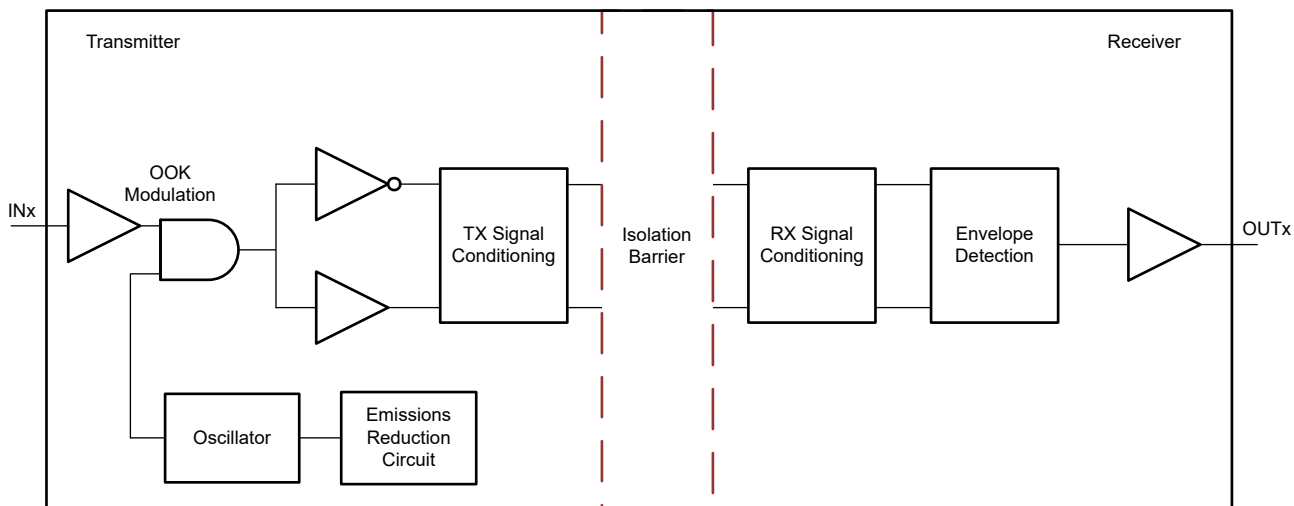 Transmitter
Receiver
OOK
Modulation
INx
TX Signal
Conditioning
Isolation
Barrier
RX Signal
Conditioning
Envelope
Detection
OUTx
Oscillator
Emissions
Reduction
Circuit